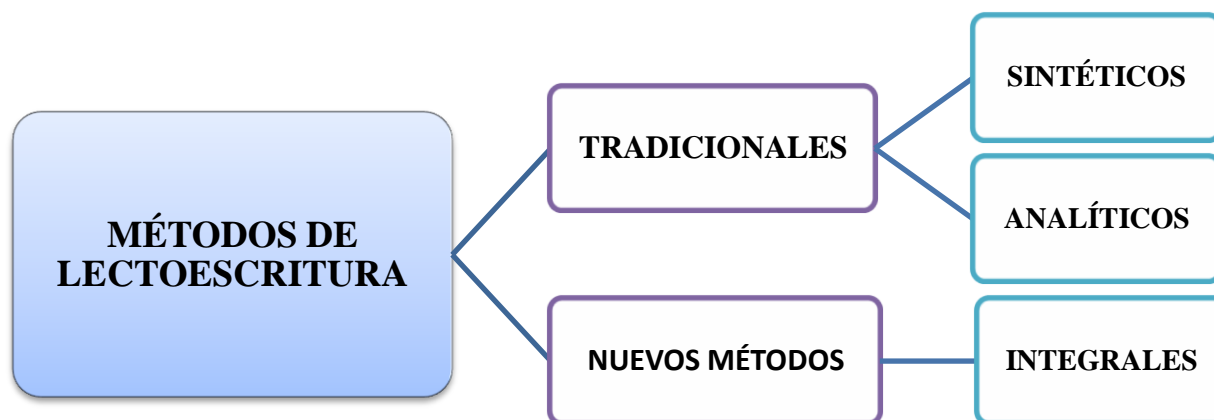 MÉTODOS DE
LECTOESCRITURA
TRADICIONALES
SINTÉTICOS
ANALÍTICOS
NUEVOS MÉTODOS
INTEGRALES